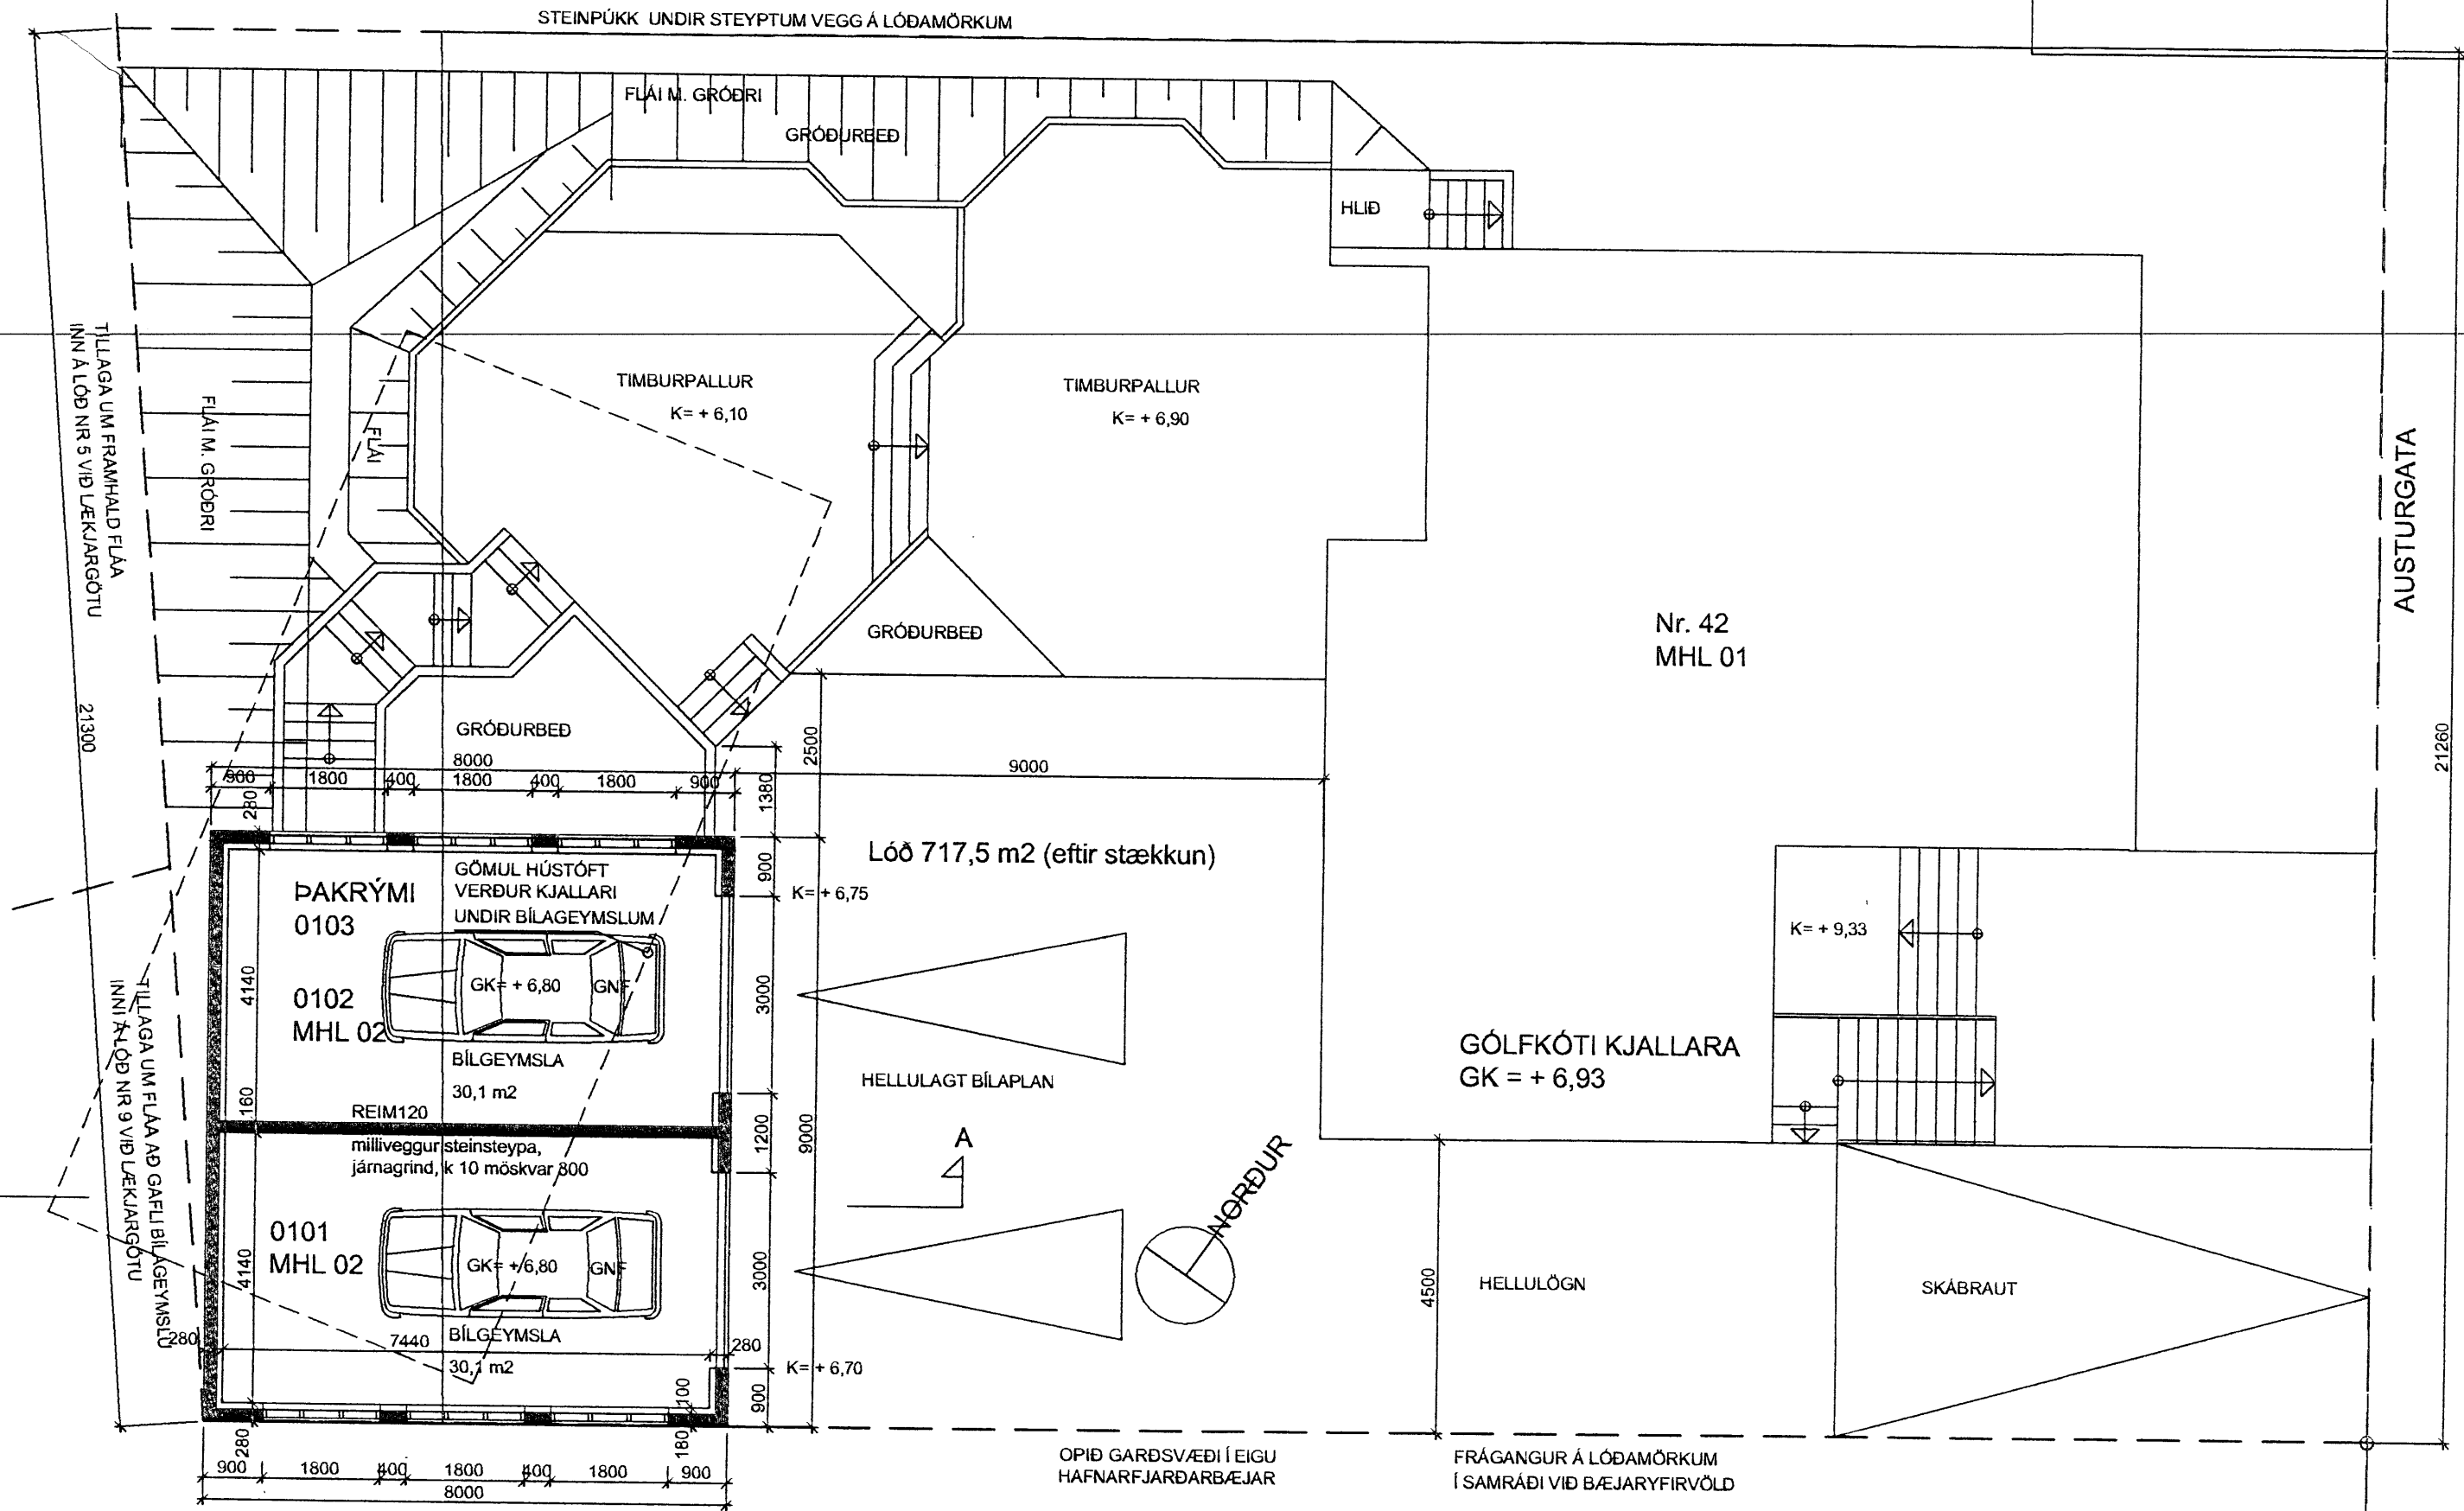 STEINPÚKK UNDIR STEYPTUM VEGG Á LÓÐAMÖRKUM
FLÁI M. GRÓÐRI
GRÓÐURBEÐ
HLIÐ
TILLAGA UM FRAMHALD FLÁA
INN Á LÓÐ NR 5 VIÐ LÆKJARGÖTU
FLÁI M. GRÓÐRI
FLÁI
TIMBURPALLUR
K= + 6,10
TIMBURPALLUR
K= + 6,90
AUSTURGATA
Nr. 42
MHL 01
GRÓÐURBEÐ
GRÓÐURBEÐ
21300
21260
8000
9000
2500
900
1800
400
1800
400
1800
900
1380
280
Lóð 717,5 m2 (eftir stækkun)
ÞAKRÝMI
0103
GÖMUL HÚSTÓFT
VERÐUR KJALLARI
UNDIR BÍLAGEYMSLUM
900
K= + 6,75
K= + 9,33
4140
0102
MHL 02
GK= + 6,80
GNF
3000
BÍLGEYMSLA
30,1 m2
HELLULAGT BÍLAPLAN
GÓLFKÓTI KJALLARA
GK = + 6,93
TILLAGA UM FLÁA AÐ GAFLI BÍLAGEYMSLU
INNI Á LÓÐ NR 9 VIÐ LÆKJARGÖTU
160
REIM120
milliveggur steinsteypa,
járnagrind, k 10 möskvar 800
1200
9000
A
NORÐUR
0101
MHL 02
4140
GK= +6,80
GNF
3000
4500
HELLULÖGN
SKÁBRAUT
280
7440
BÍLGEYMSLA
280
30,1 m2
K= + 6,70
100
900
280
180
900
1800
400
1800
400
1800
900
8000
OPIÐ GARÐSVÆÐI Í EIGU
HAFNARFJARÐARBÆJAR
FRÁGANGUR Á LÓÐAMÖRKUM
Í SAMRÁÐI VIÐ BÆJARYFIRVÖLD